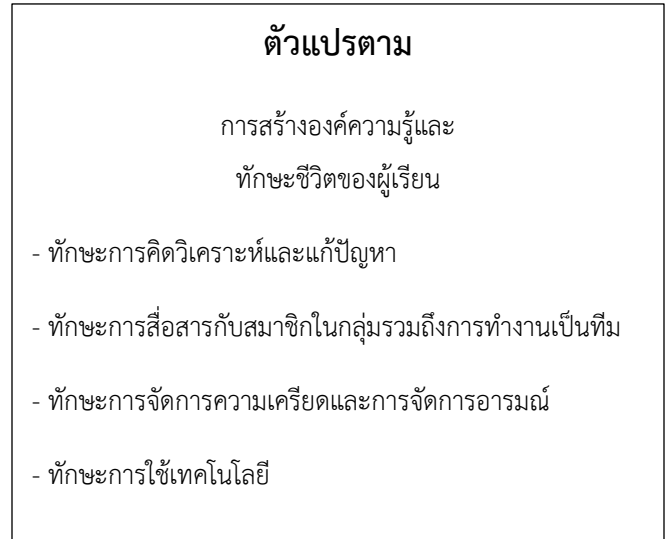 ตัวแปรตาม
การสร้างองค์ความรู้และ
ทักษะชีวิตของผู้เรียน
- ทักษะการคิดวิเคราะห์และแก้ปัญหา
- ทักษะการสื่อสารกับสมาชิกในกลุ่มรวมถึงการทำงานเป็นทีม
- ทักษะการจัดการความเครียดและการจัดการอารมณ์
- ทักษะการใช้เทคโนโลยี